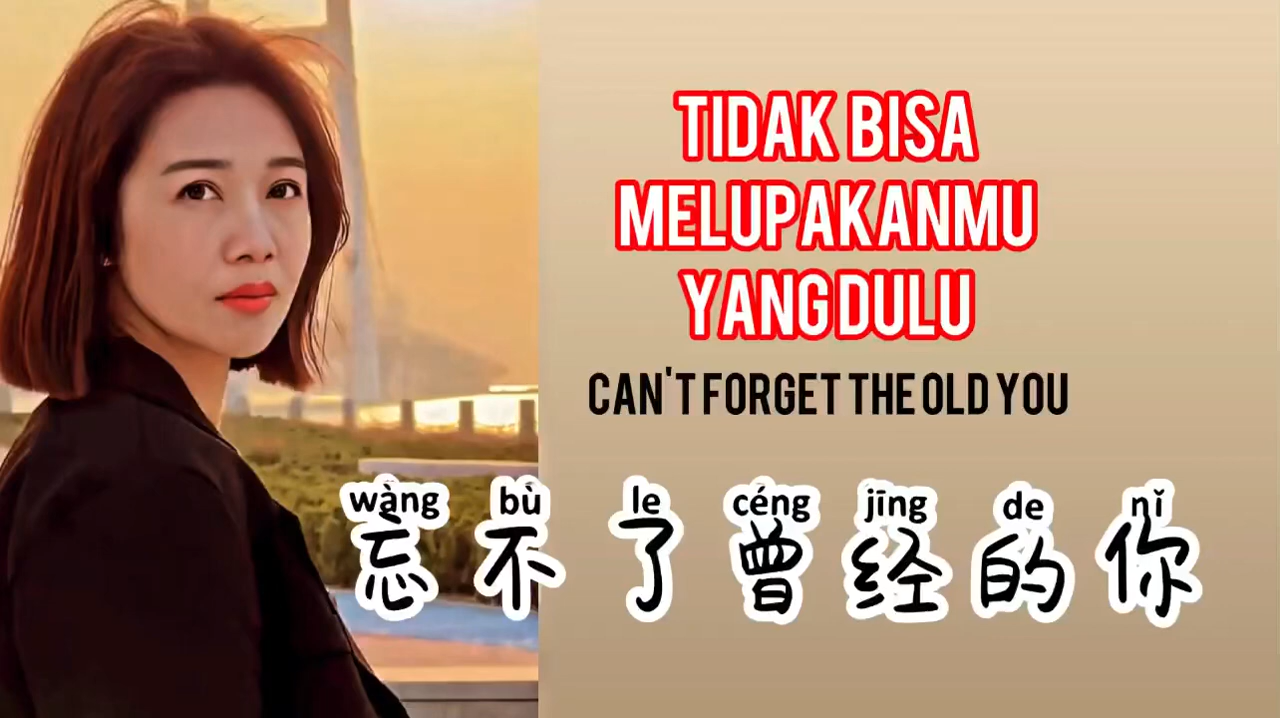 TIDAK BISA
MELUPAKANMU
YANG DULU
CAN'T FORGET THE OLD YOU
wàng bù le céng jīng de nǐ
忘不了曾经的你